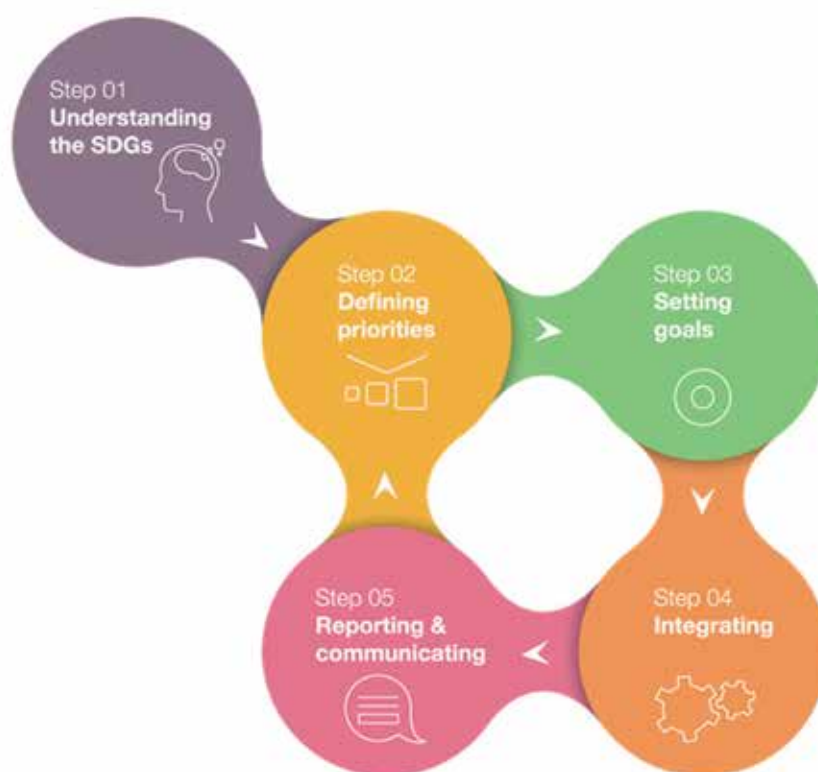 Step 01
Understanding
the SDGs
Step 02
Defining
priorities
Step 03
Setting
goals
Step 04
Integrating
Step 05
Reporting &
communicating